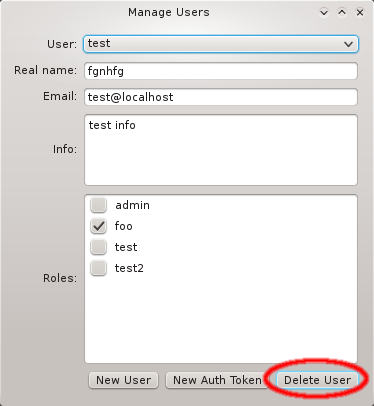 Manage Users
User: test
Real name: fgnhfg
Email: test@localhost
Info: test info
Roles:
admin
foo
test
test2
New User New Auth Token Delete User